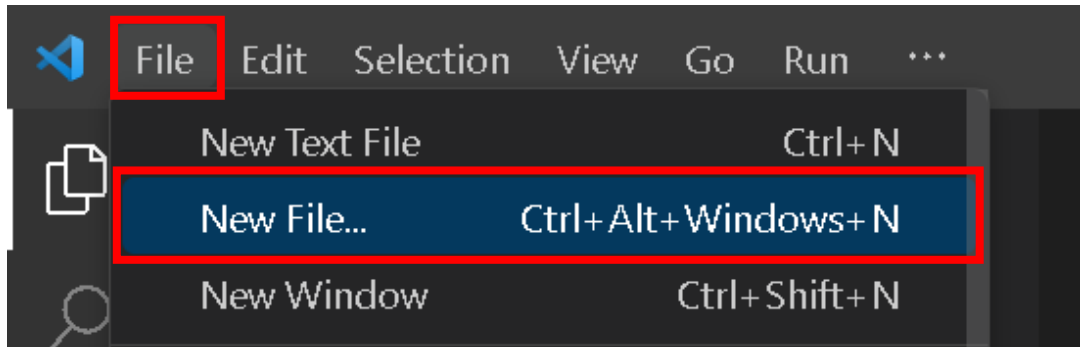 File Edit Selection View Go Run ...
New Text File Ctrl+N
New File... Ctrl+Alt+Windows+N
New Window Ctrl+Shift+N